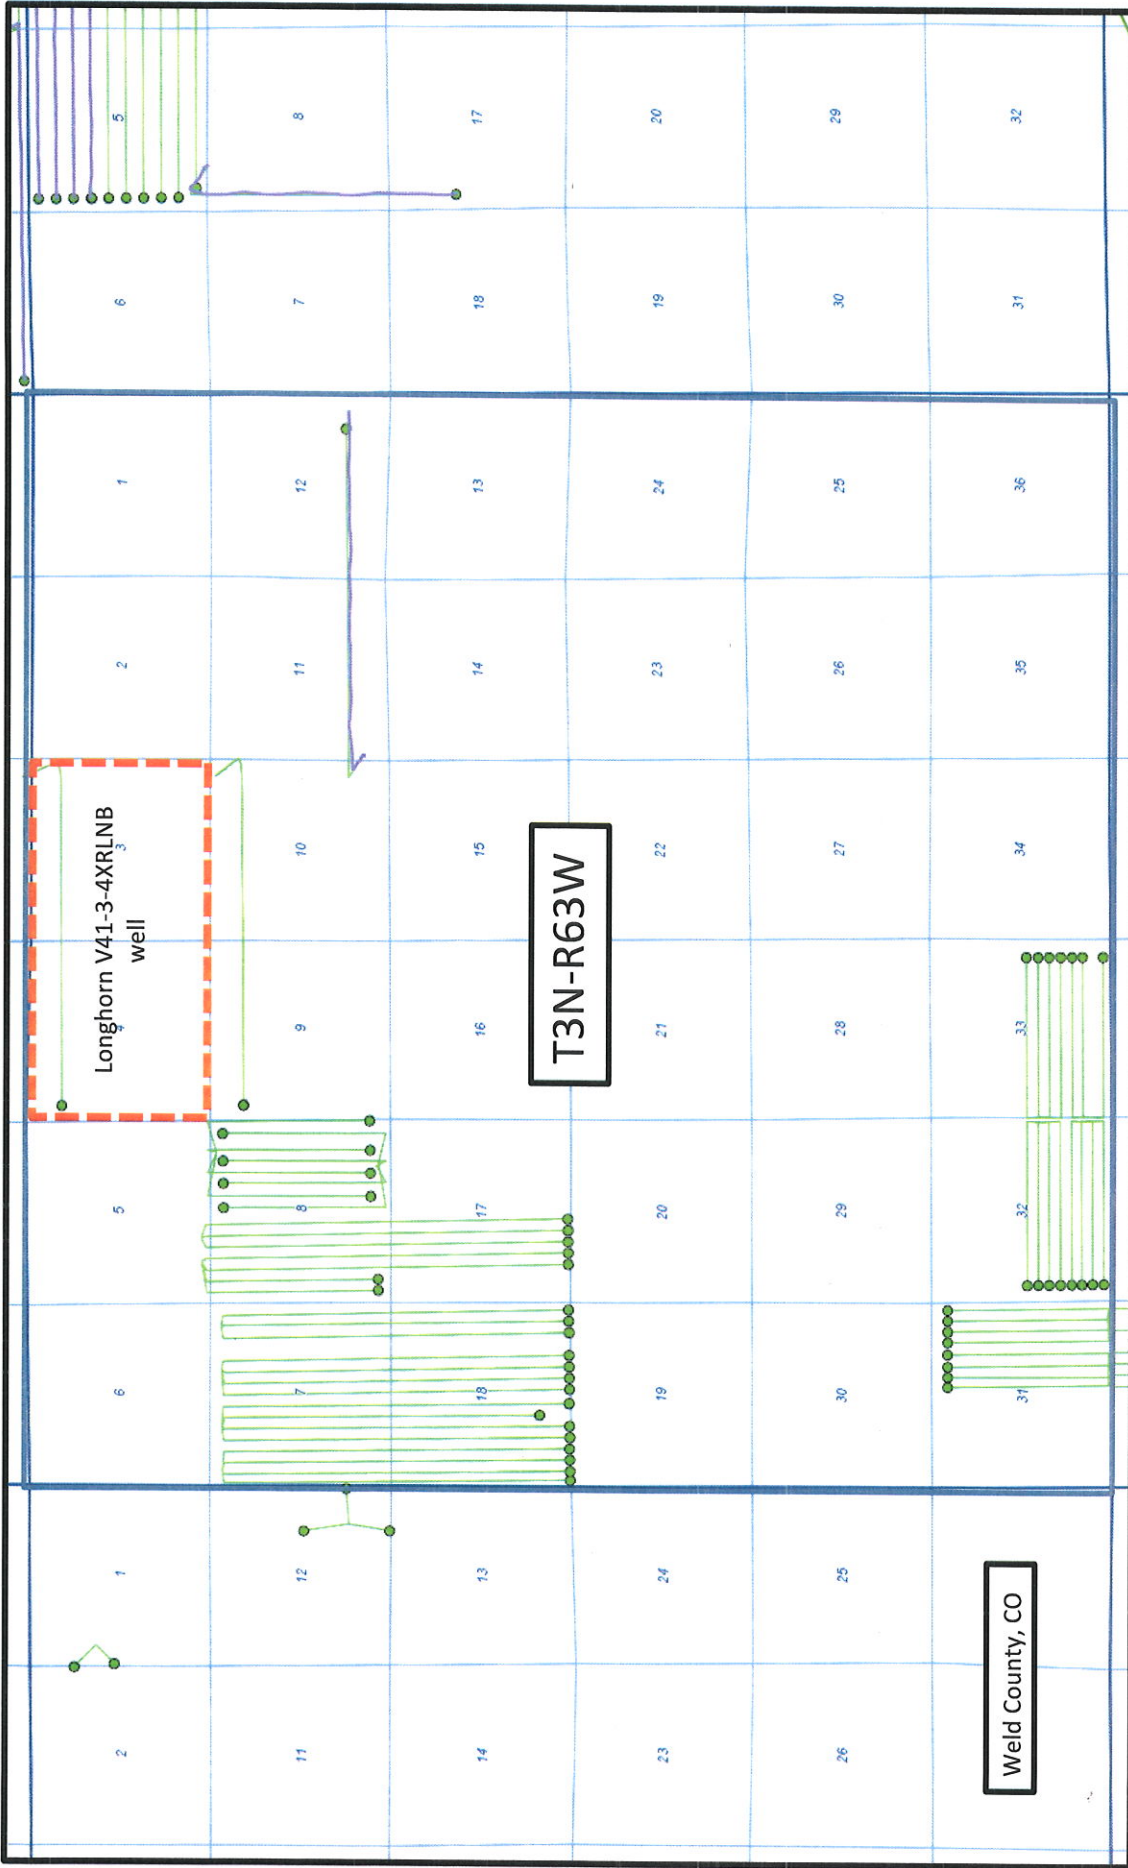 Longhorn V41-3-4XRLNB
well
2 1 6 5 4 3 2 1 6 5
11 12 7 8 9 10 11 12 7 8
14 13 18 17 16 15 14 13 18 17
T3N-R63W
23 24 19 20 21 22 23 24 19 20
26 25 30 29 28 27 26 25 30 29
31 32 33 34 35 36 31 32
Weld County, CO